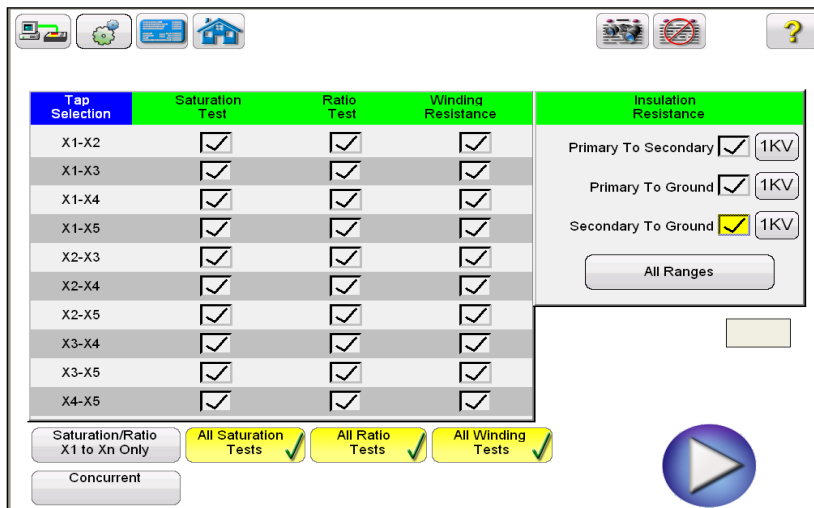 ?
Tap Selection
Saturation Test
Ratio Test
Winding Resistance
Insulation Resistance
X1-X2
X1-X3
X1-X4
X1-X5
X2-X3
X2-X4
X2-X5
X3-X4
X3-X5
X4-X5
Primary To Secondary 1KV
Primary To Ground 1KV
Secondary To Ground 1KV
All Ranges
Saturation/Ratio
X1 to Xn Only
All Saturation
Tests
All Ratio
Tests
All Winding
Tests
Concurrent